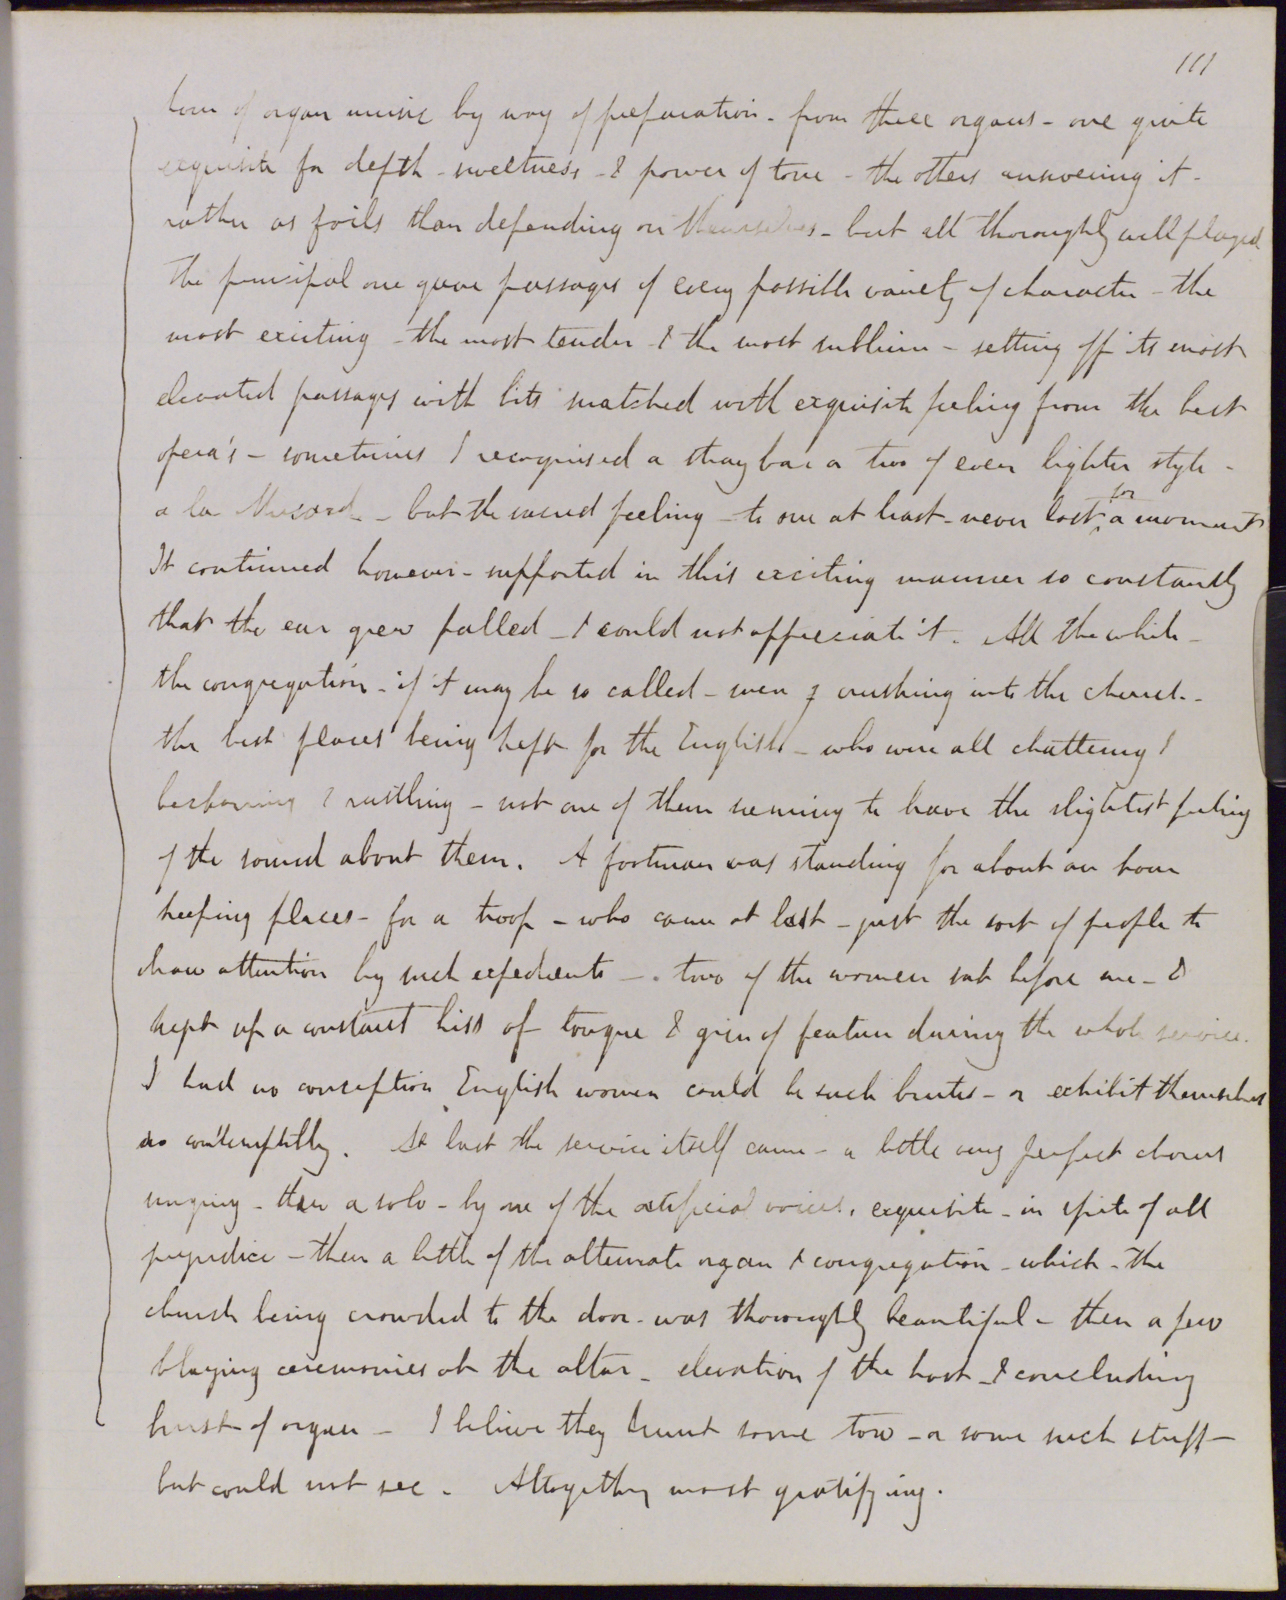 111
hour of organ music by way of preparation - from three organs - one quite
exquisite for depth - sweetness - & power of tone - the others answering it -
rather as foils than depending on themselves - but all thoroughly well played
the principal one gave passages of every possible variety of character - the
most exciting - the most tender & the most sublime - setting off its most
elevated passages with bits snatched with exquisite feeling from the best
opera's - sometimes I recognised a stray bar or two of even lighter style -
a la Musard - but the sacred feeling - to me at least - never lost for a moment
It continued however - supported in this exciting manner so constantly
that the ear grew palled - & could not appreciate it. All the while -
the congregation - if it may be so called - were crushing into the church -
the best places being kept for the English - who were all chattering &
beckoning & rustling - not one of them seeming to have the slightest feeling
of the sound about them. A footman was standing for about an hour
keeping places - for a troop - who came at last - just the sort of people to
draw attention by such expedients - two of the women sat before me - &
kept up a constant hiss of tongue & grin of feature during the whole service.
I had no conception English women could be such brutes - or exhibit themselves
so contemptibly. At last the service itself came - a little very perfect chorus
singing - then a solo - by one of the artificial voices, exquisite - in spite of all
prejudice - then a little of the alternate organ & congregation - which - the
church being crowded to the door - was thoroughly beautiful - then a few
blazing ceremonies at the altar - elevation of the host - & concluding
burst of organ - I believe they burnt some tow - or some such stuff -
but could not see. Altogether most gratifying.